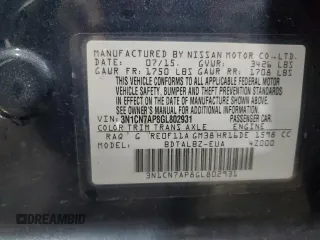 MANUFACTURED BY NISSAN MOTOR CO., LTD.
DATE: 07/15. GVWR: 3426 LBS
GAWR FR: 1750 LBS GAWR RR: 1708 LBS
THIS VEHICLE CONFORMS TO ALL APPLICABLE FEDERAL MOTOR
VEHICLE SAFETY, BUMPER AND THEFT PREVENTION STANDARDS
IN EFFECT ON THE DATE OF MANUFACTURE SHOWN ABOVE.
SEE OWNER'S MANUAL FOR ADDITIONAL INFORMATION
VIN: 3N1CN7AP8GL802931 PASSENGER CAR.
COLOR TRIM TRANS AXLE ENGINE
RAQ G RE0F11A GM38 HR16DE 1598 CC
MODEL BDTALBZ-EUA 4Z000
3N1CN7AP8GL802931